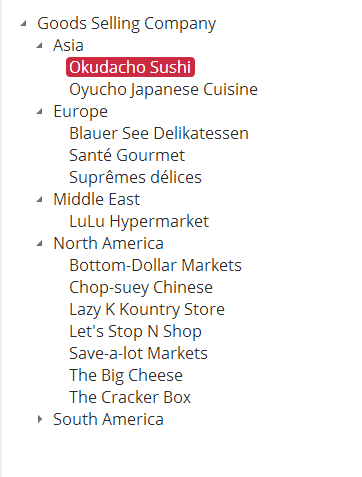 Goods Selling Company
Asia
Okudacho Sushi
Oyucho Japanese Cuisine
Europe
Blauer See Delikatessen
Santé Gourmet
Suprêmes délices
Middle East
LuLu Hypermarket
North America
Bottom-Dollar Markets
Chop-suey Chinese
Lazy K Kountry Store
Let's Stop N Shop
Save-a-lot Markets
The Big Cheese
The Cracker Box
South America